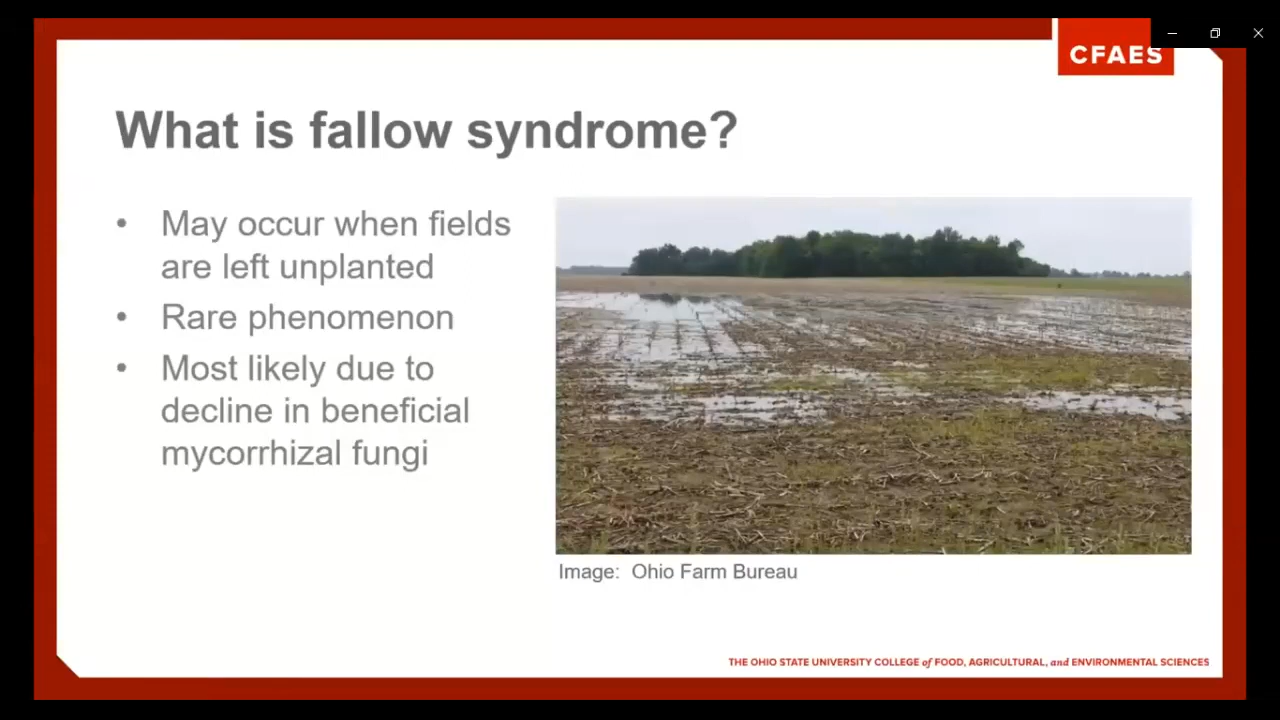 CFAES
What is fallow syndrome?
• May occur when fields
are left unplanted
• Rare phenomenon
• Most likely due to
decline in beneficial
mycorrhizal fungi
Image: Ohio Farm Bureau
THE OHIO STATE UNIVERSITY COLLEGE of FOOD, AGRICULTURAL, and ENVIRONMENTAL SCIENCES